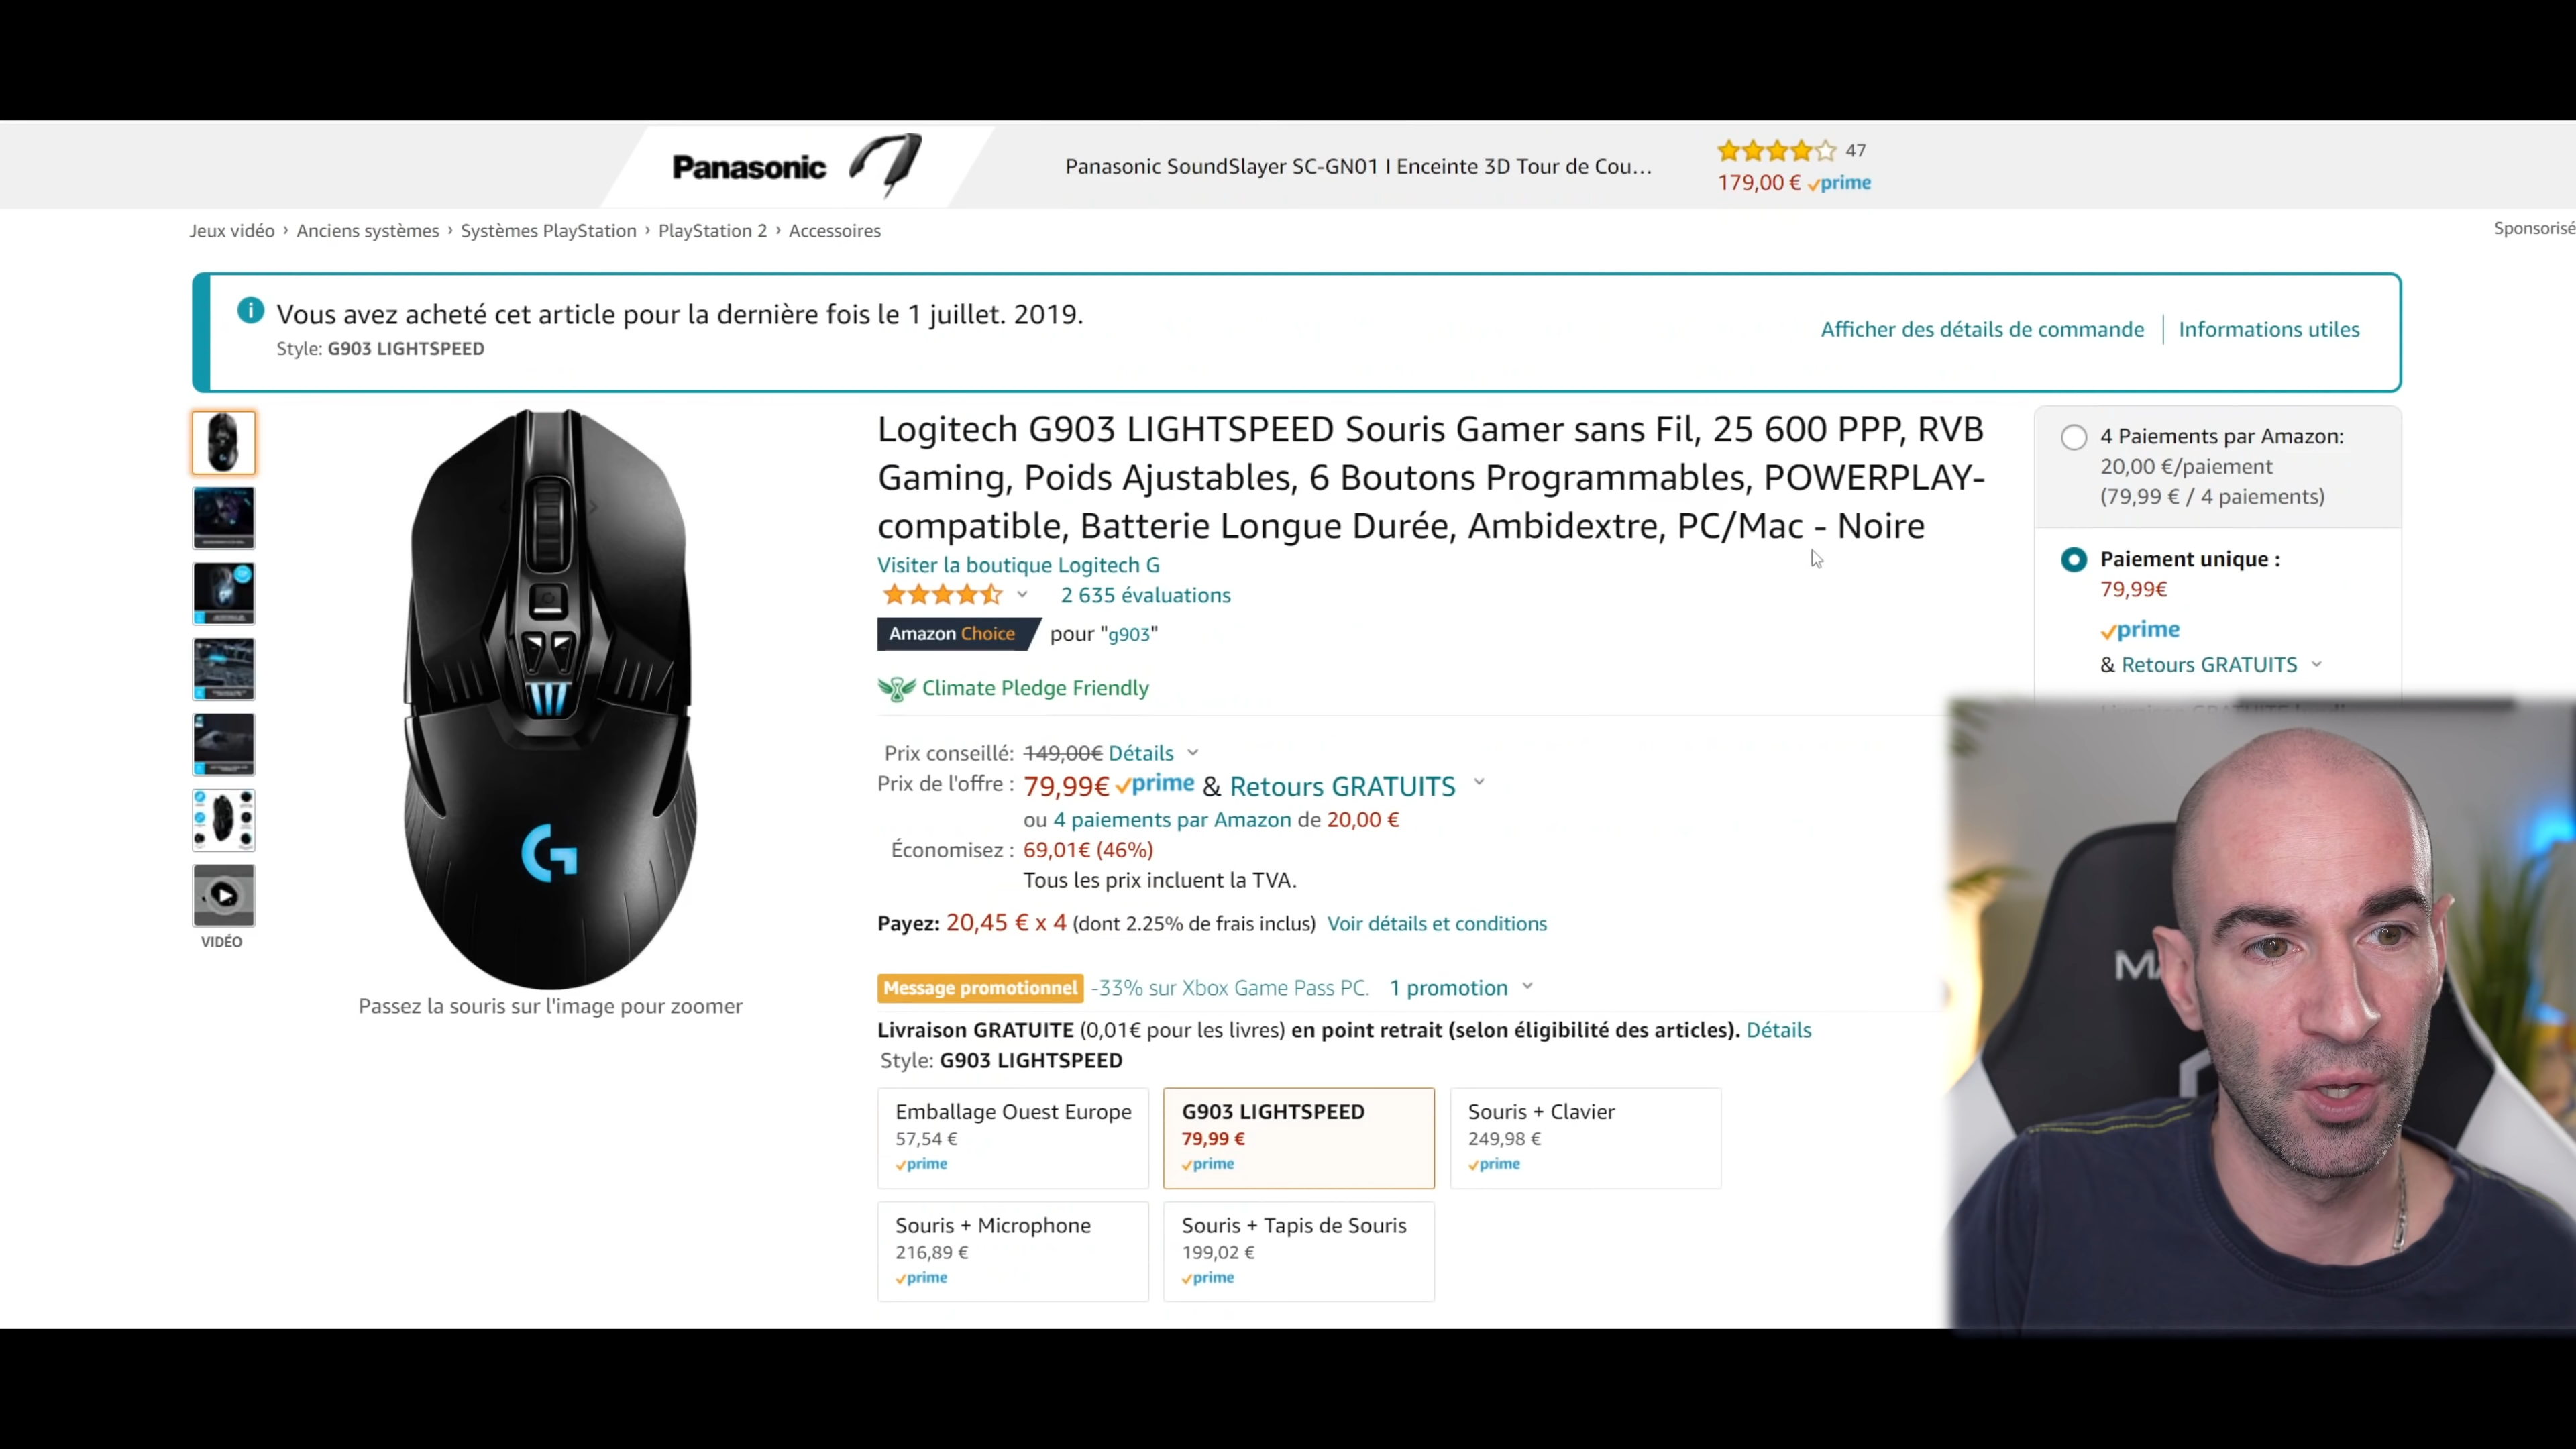 Panasonic
Panasonic SoundSlayer SC-GN01 I Enceinte 3D Tour de Cou…
47
179,00 € prime
Jeux vidéo › Anciens systèmes › Systèmes PlayStation › PlayStation 2 › Accessoires
Sponsorisé
Vous avez acheté cet article pour la dernière fois le 1 juillet. 2019.
Style: G903 LIGHTSPEED
Afficher des détails de commande | Informations utiles
Logitech G903 LIGHTSPEED Souris Gamer sans Fil, 25 600 PPP, RVB
Gaming, Poids Ajustables, 6 Boutons Programmables, POWERPLAY-
compatible, Batterie Longue Durée, Ambidextre, PC/Mac - Noire
Visiter la boutique Logitech G
2 635 évaluations
Amazon Choice pour "g903"
Climate Pledge Friendly
Prix conseillé: 149,00€ Détails
Prix de l'offre : 79,99€ prime & Retours GRATUITS
ou 4 paiements par Amazon de 20,00 €
Économisez : 69,01€ (46%)
Tous les prix incluent la TVA.
Payez: 20,45 € x 4 (dont 2.25% de frais inclus) Voir détails et conditions
Message promotionnel -33% sur Xbox Game Pass PC. 1 promotion
Livraison GRATUITE (0,01€ pour les livres) en point retrait (selon éligibilité des articles). Détails
Style: G903 LIGHTSPEED
Emballage Ouest Europe
57,54 €
prime
G903 LIGHTSPEED
79,99 €
prime
Souris + Clavier
249,98 €
prime
Souris + Microphone
216,89 €
prime
Souris + Tapis de Souris
199,02 €
prime
VIDÉO
Passez la souris sur l'image pour zoomer
4 Paiements par Amazon:
20,00 €/paiement
(79,99 € / 4 paiements)
Paiement unique :
79,99€
prime
& Retours GRATUITS